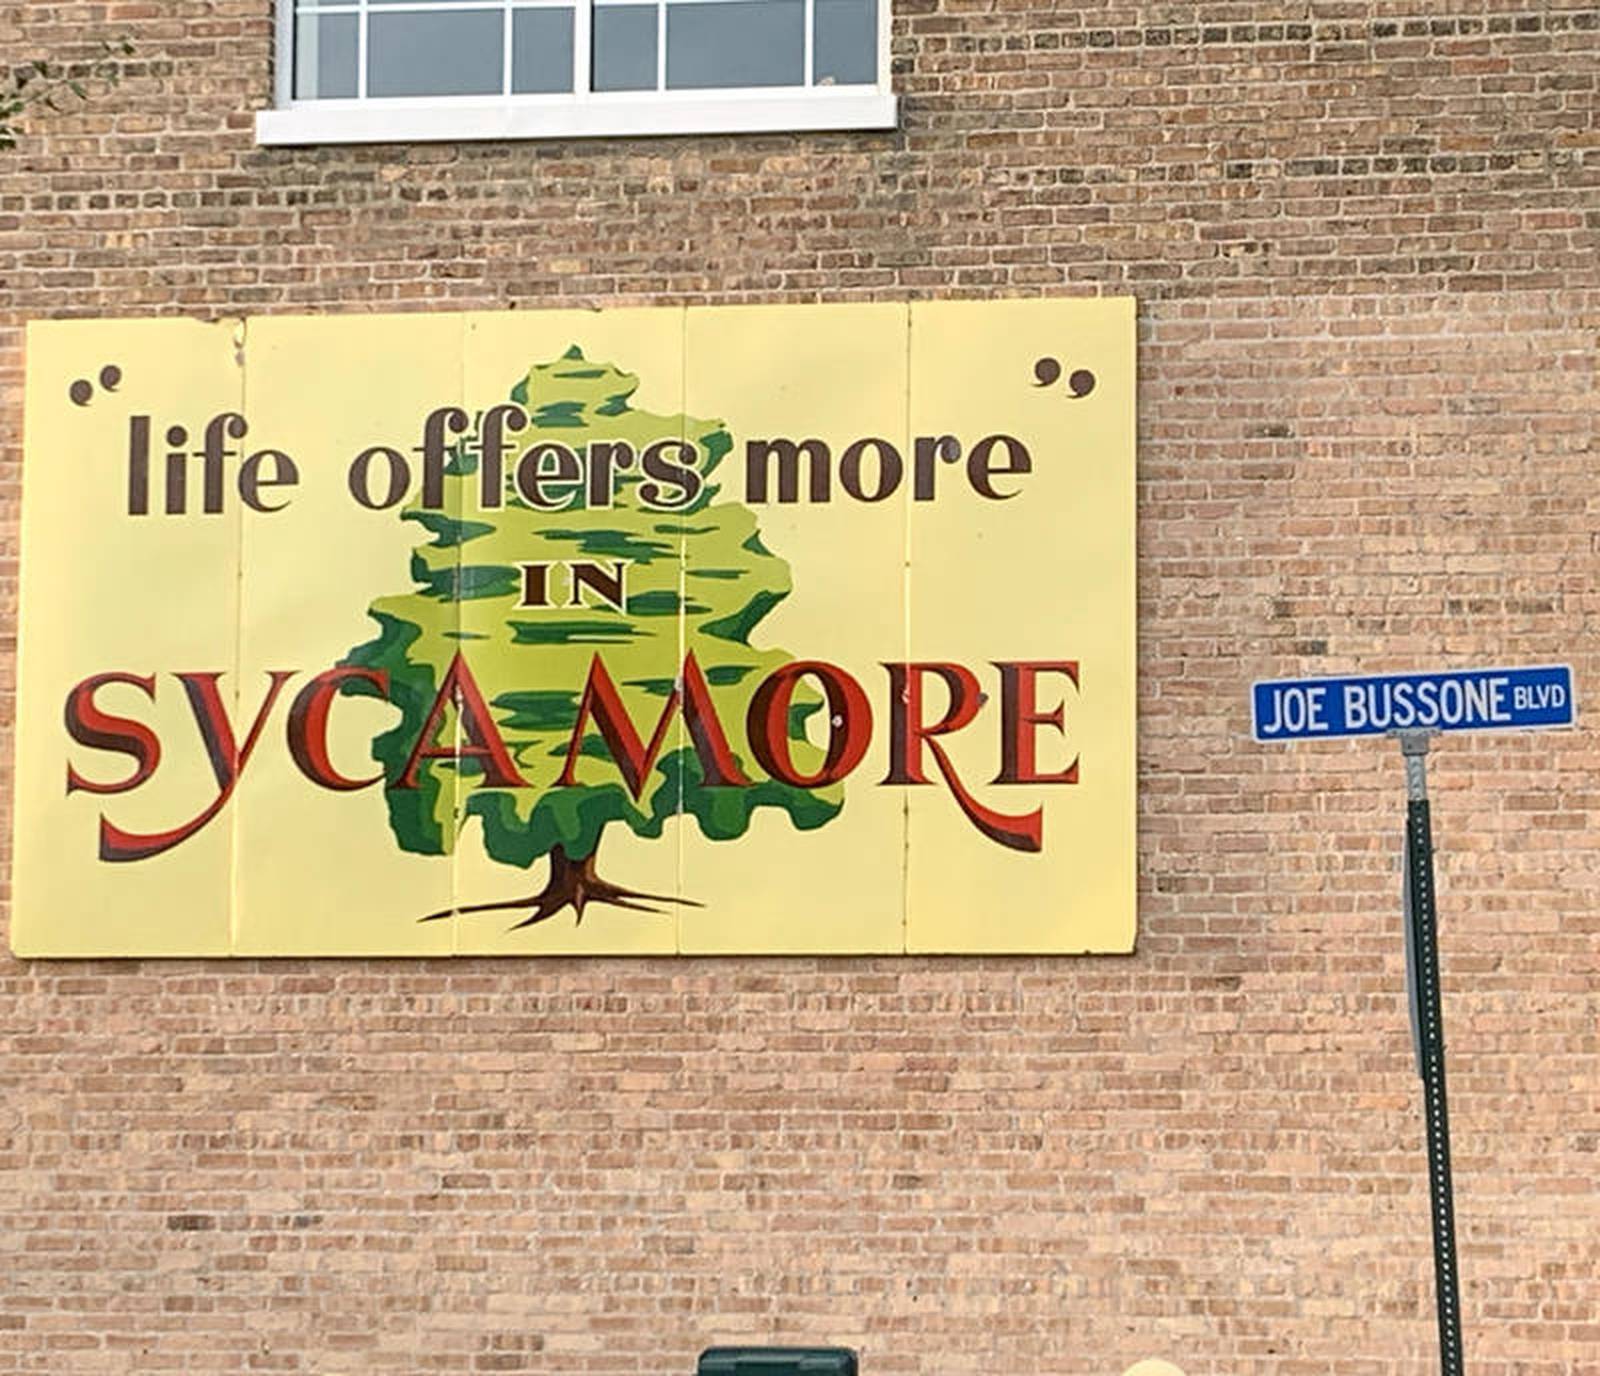 “life offers more”
IN
SYCAMORE
JOE BUSSONE BLVD